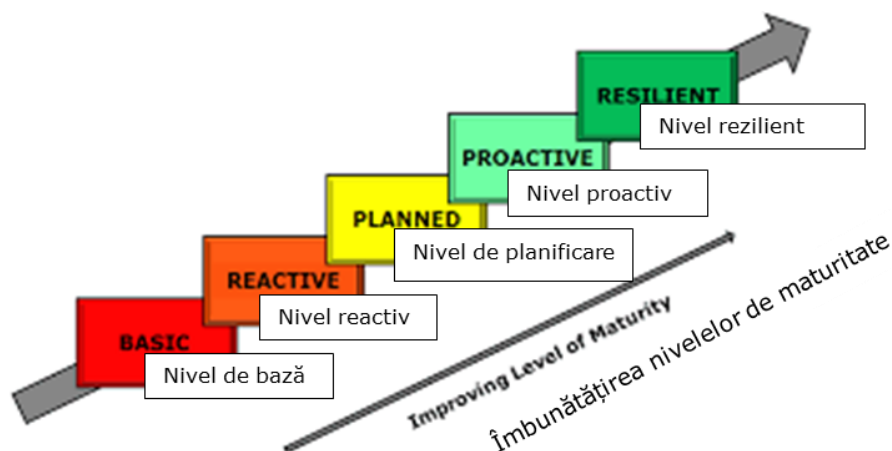 RESILIENT
Nivel rezilient
PROACTIVE
Nivel proactiv
PLANNED
Nivel de planificare
REACTIVE
Nivel reactiv
BASIC
Nivel de bază
Improving Level of Maturity
Îmbunătățirea nivelelor de maturitate